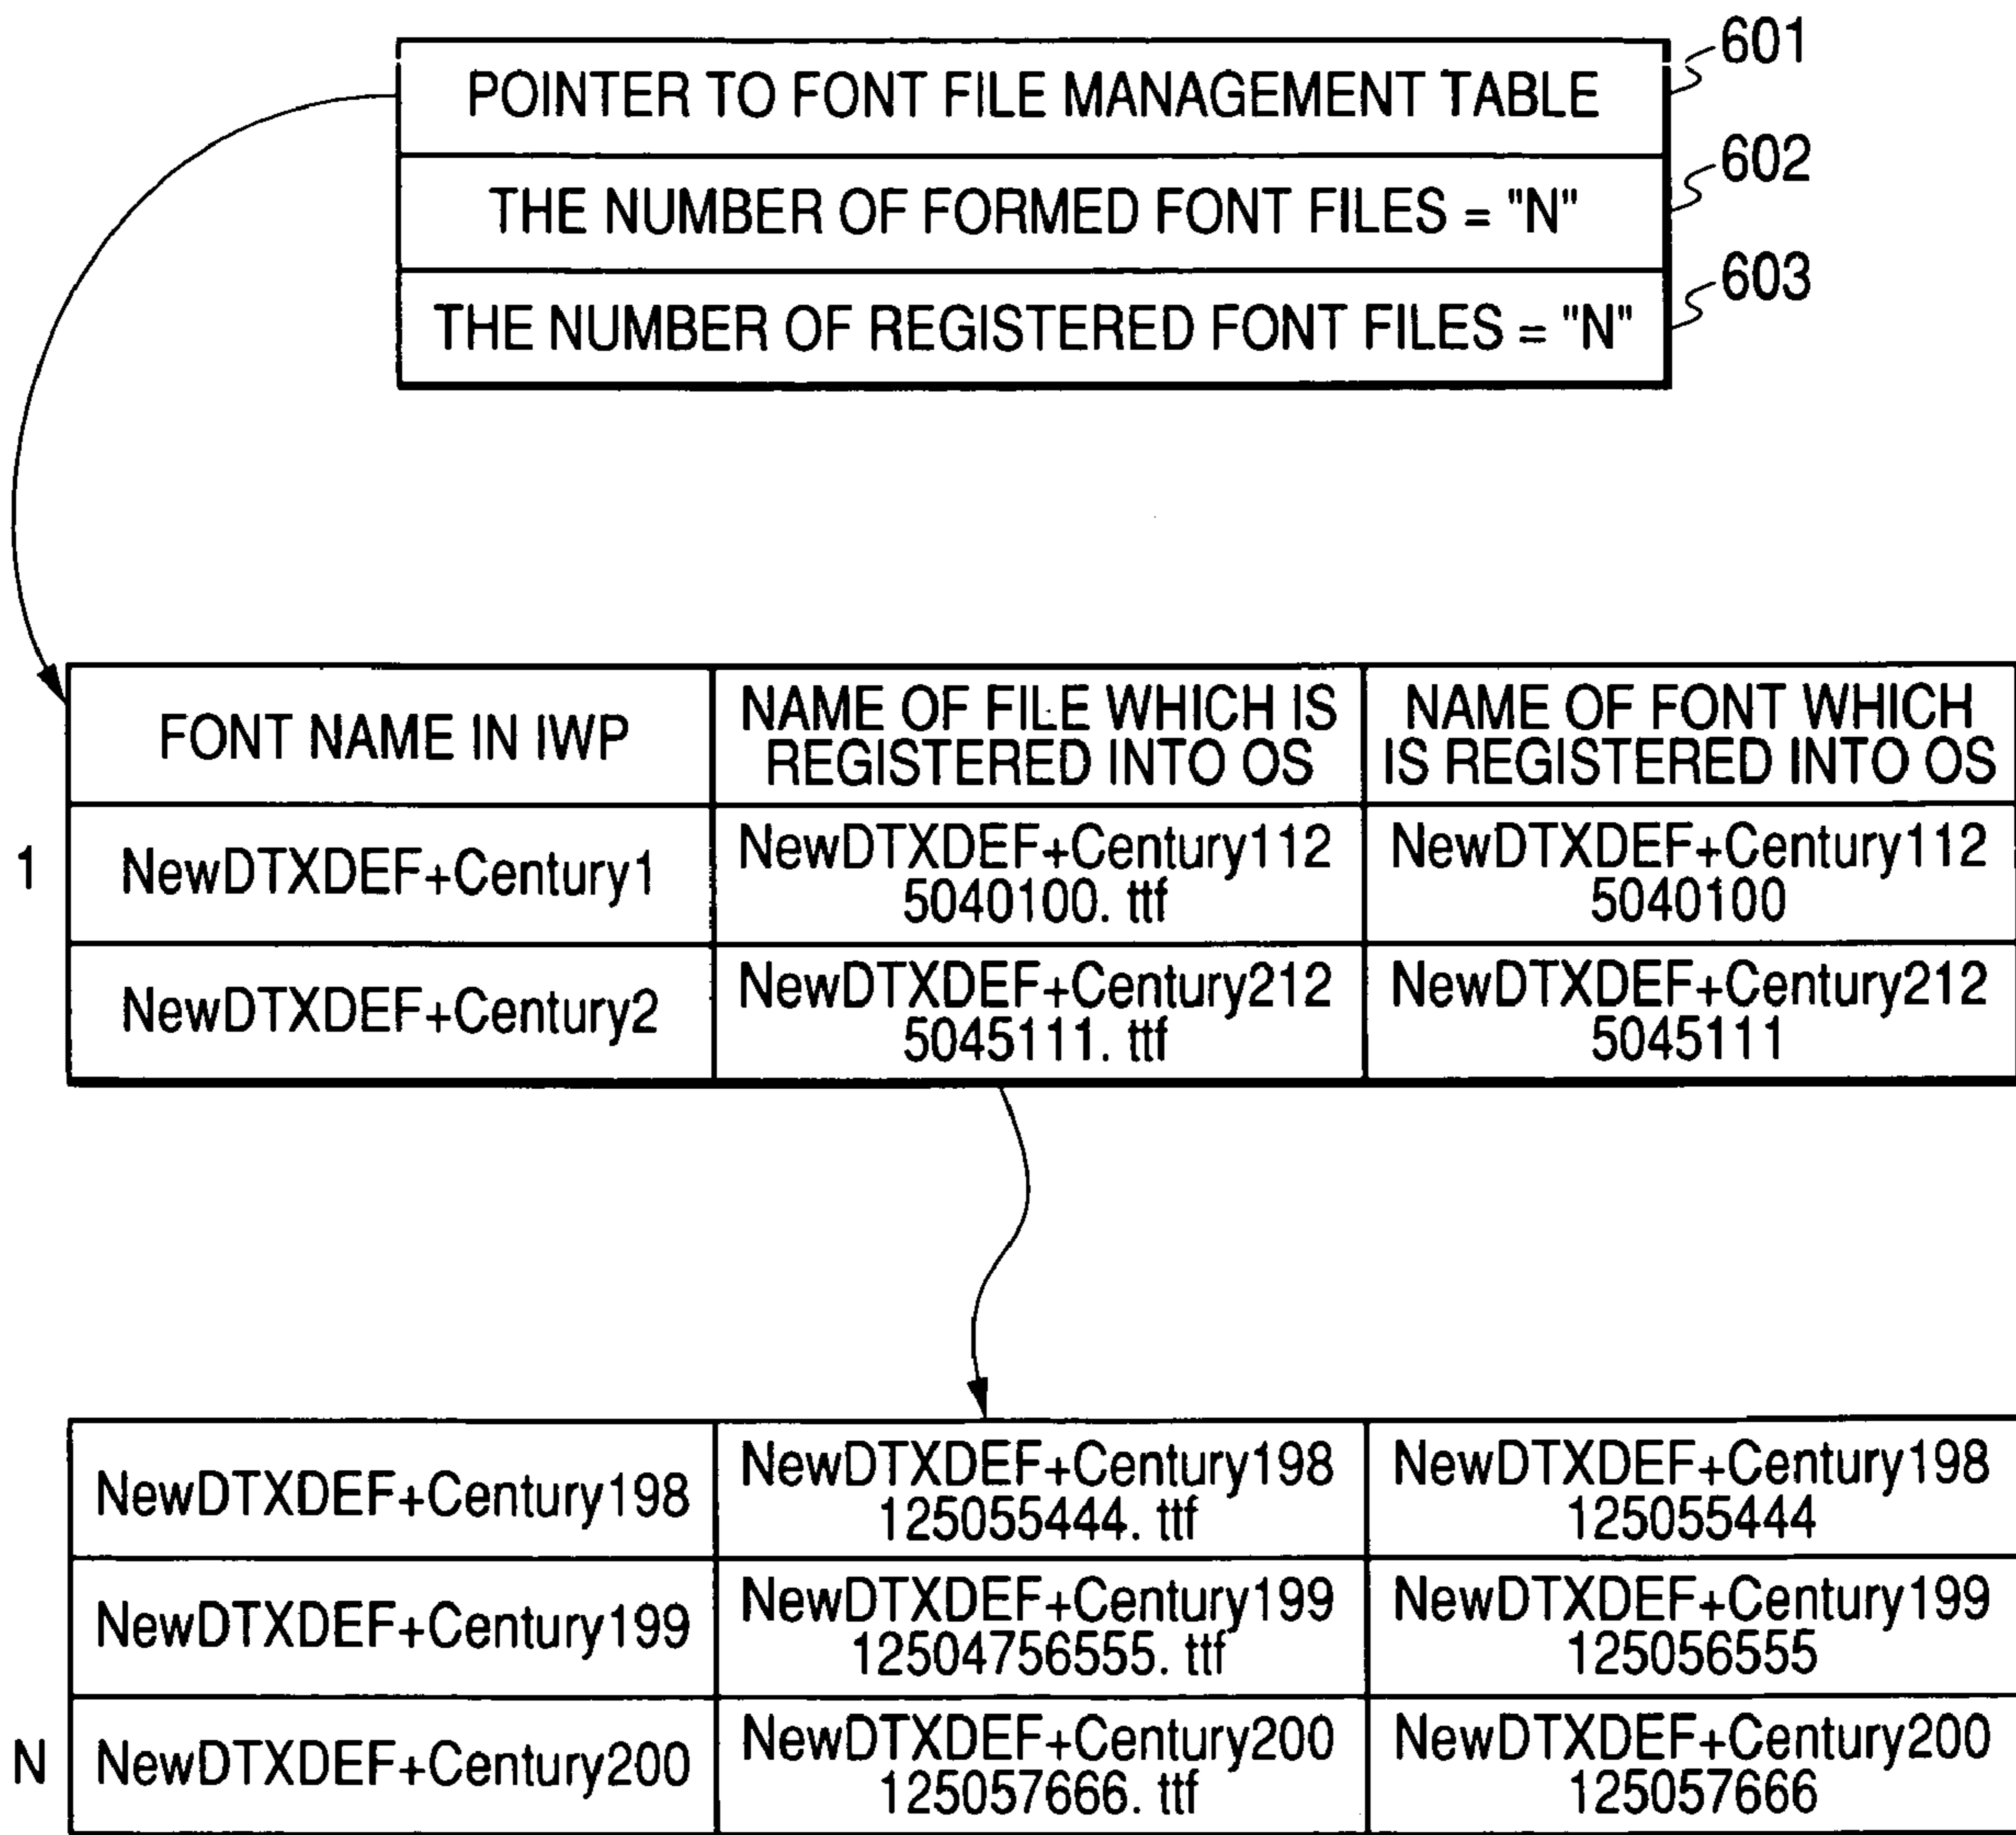 POINTER TO FONT FILE MANAGEMENT TABLE
601
THE NUMBER OF FORMED FONT FILES = "N"
602
THE NUMBER OF REGISTERED FONT FILES = "N"
603
FONT NAME IN IWP
NAME OF FILE WHICH IS
REGISTERED INTO OS
NAME OF FONT WHICH
IS REGISTERED INTO OS
1
NewDTXDEF+Century1
NewDTXDEF+Century112
5040100. ttf
NewDTXDEF+Century112
5040100
NewDTXDEF+Century2
NewDTXDEF+Century212
5045111. ttf
NewDTXDEF+Century212
5045111
NewDTXDEF+Century198
NewDTXDEF+Century198
125055444. ttf
NewDTXDEF+Century198
125055444
NewDTXDEF+Century199
NewDTXDEF+Century199
12504756555. ttf
NewDTXDEF+Century199
125056555
N
NewDTXDEF+Century200
NewDTXDEF+Century200
125057666. ttf
NewDTXDEF+Century200
125057666